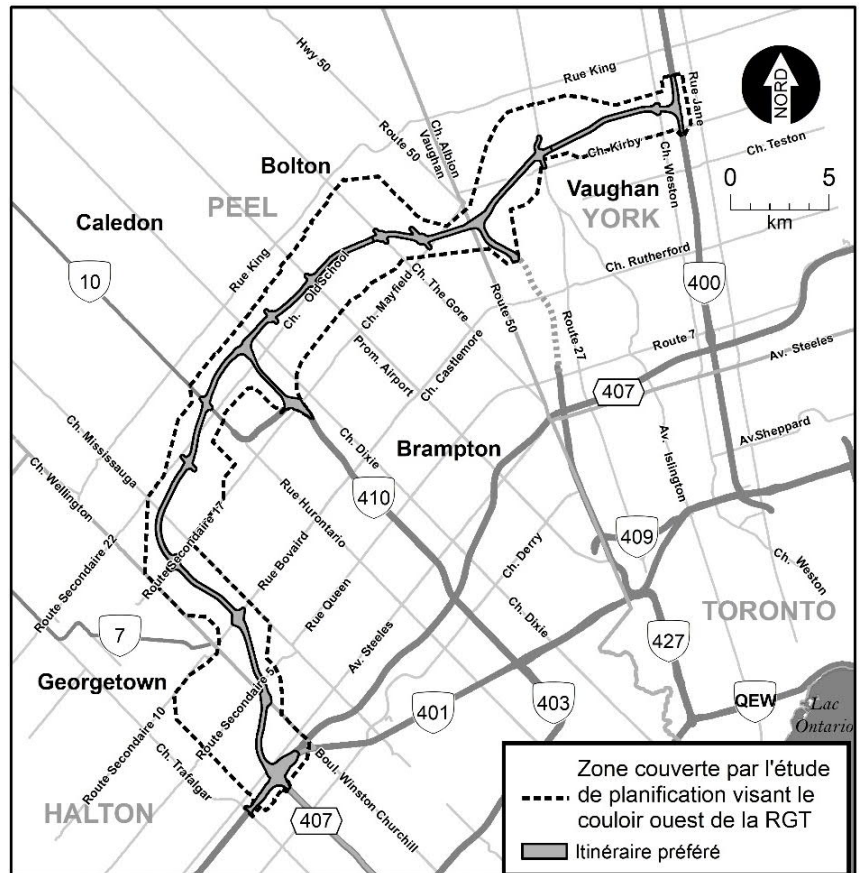 Hwy 50
Rue King
Rue Jane
NORD
Route 50
Ch. Albion
Vaughan
Ch. Kirby
Ch. Teston
Bolton
Ch. Weston
0 5
km
Vaughan
PEEL
YORK
Caledon
Rue King
Ch. Rutherford
Ch. Old School
Ch. Mayfield
Ch. The Gore
10
400
Route 50
Route 27
Route 7
Prom. Airport
Ch. Castlemore
Av. Steeles
407
Ch. Mississauga
Ch. Dixie
Brampton
Av. Islington
Av.Sheppard
Ch. Wellington
410
Rue Hurontario
Route Secondaire 17
409
Ch. Derry
Rue Bovaird
Route Secondaire 22
Ch. Weston
Rue Queen
Ch. Dixie
TORONTO
7
Av. Steeles
427
Georgetown
Route Secondaire 5
401
403
QEW
Lac
Ontario
Route Secondaire 10
Ch. Trafalgar
Boul. Winston Churchill
HALTON
407
Zone couverte par l'étude
de planification visant le
couloir ouest de la RGT
Itinéraire préféré